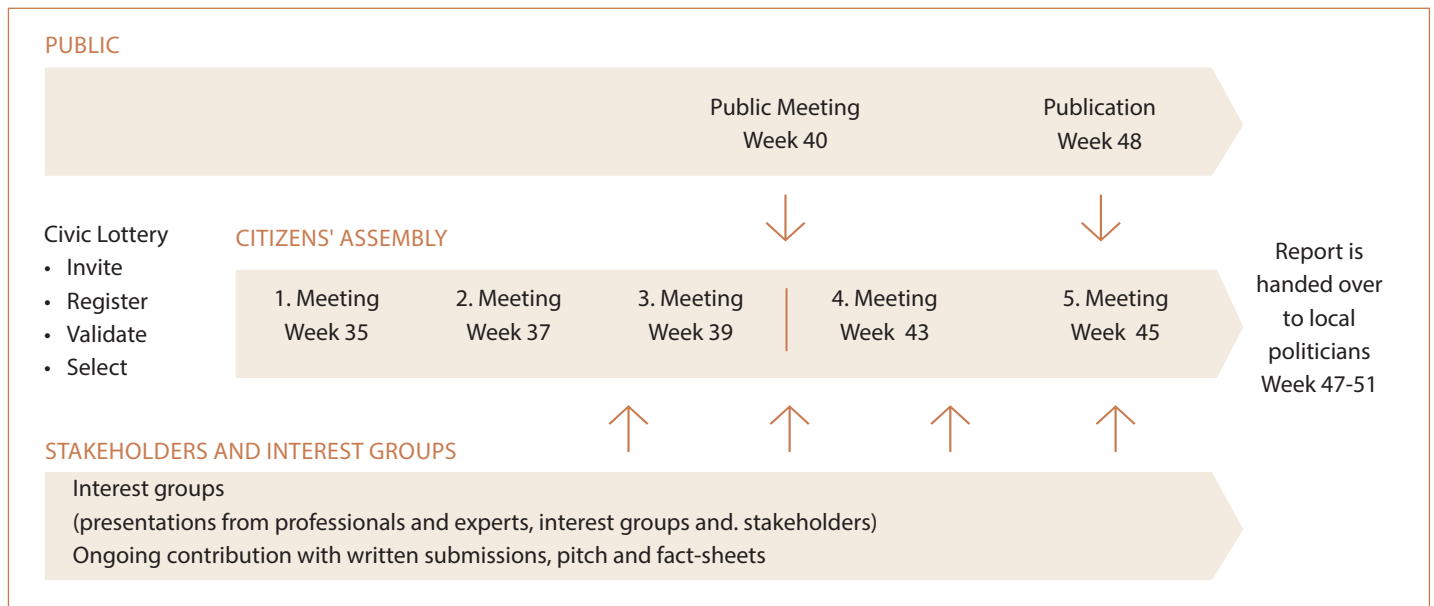 PUBLIC
Public Meeting
Week 40
Publication
Week 48
Civic Lottery
• Invite
• Register
• Validate
• Select
CITIZENS' ASSEMBLY
1. Meeting
Week 35
2. Meeting
Week 37
3. Meeting
Week 39
4. Meeting
Week 43
5. Meeting
Week 45
Report is
handed over
to local
politicians
Week 47-51
STAKEHOLDERS AND INTEREST GROUPS
Interest groups
(presentations from professionals and experts, interest groups and. stakeholders)
Ongoing contribution with written submissions, pitch and fact-sheets